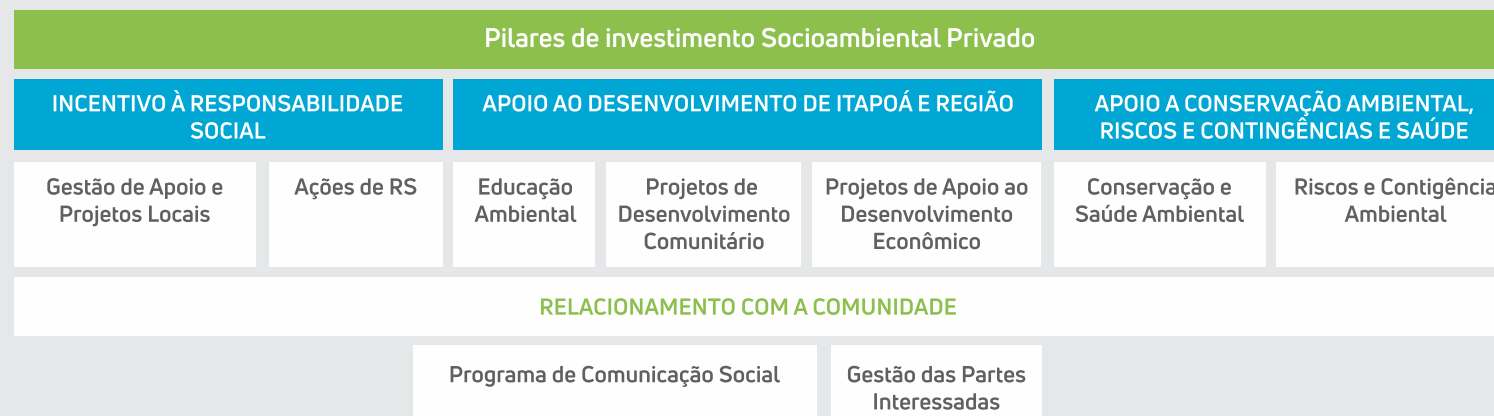 Pilares de investimento Socioambiental Privado
INCENTIVO À RESPONSABILIDADE
SOCIAL
APOIO AO DESENVOLVIMENTO DE ITAPOÁ E REGIÃO
APOIO A CONSERVAÇÃO AMBIENTAL,
RISCOS E CONTINGÊNCIAS E SAÚDE
Gestão de Apoio e
Projetos Locais
Ações de RS
Educação
Ambiental
Projetos de
Desenvolvimento
Comunitário
Projetos de Apoio ao
Desenvolvimento
Econômico
Conservação e
Saúde Ambiental
Riscos e Contigência
Ambiental
RELACIONAMENTO COM A COMUNIDADE
Programa de Comunicação Social
Gestão das Partes
Interessadas